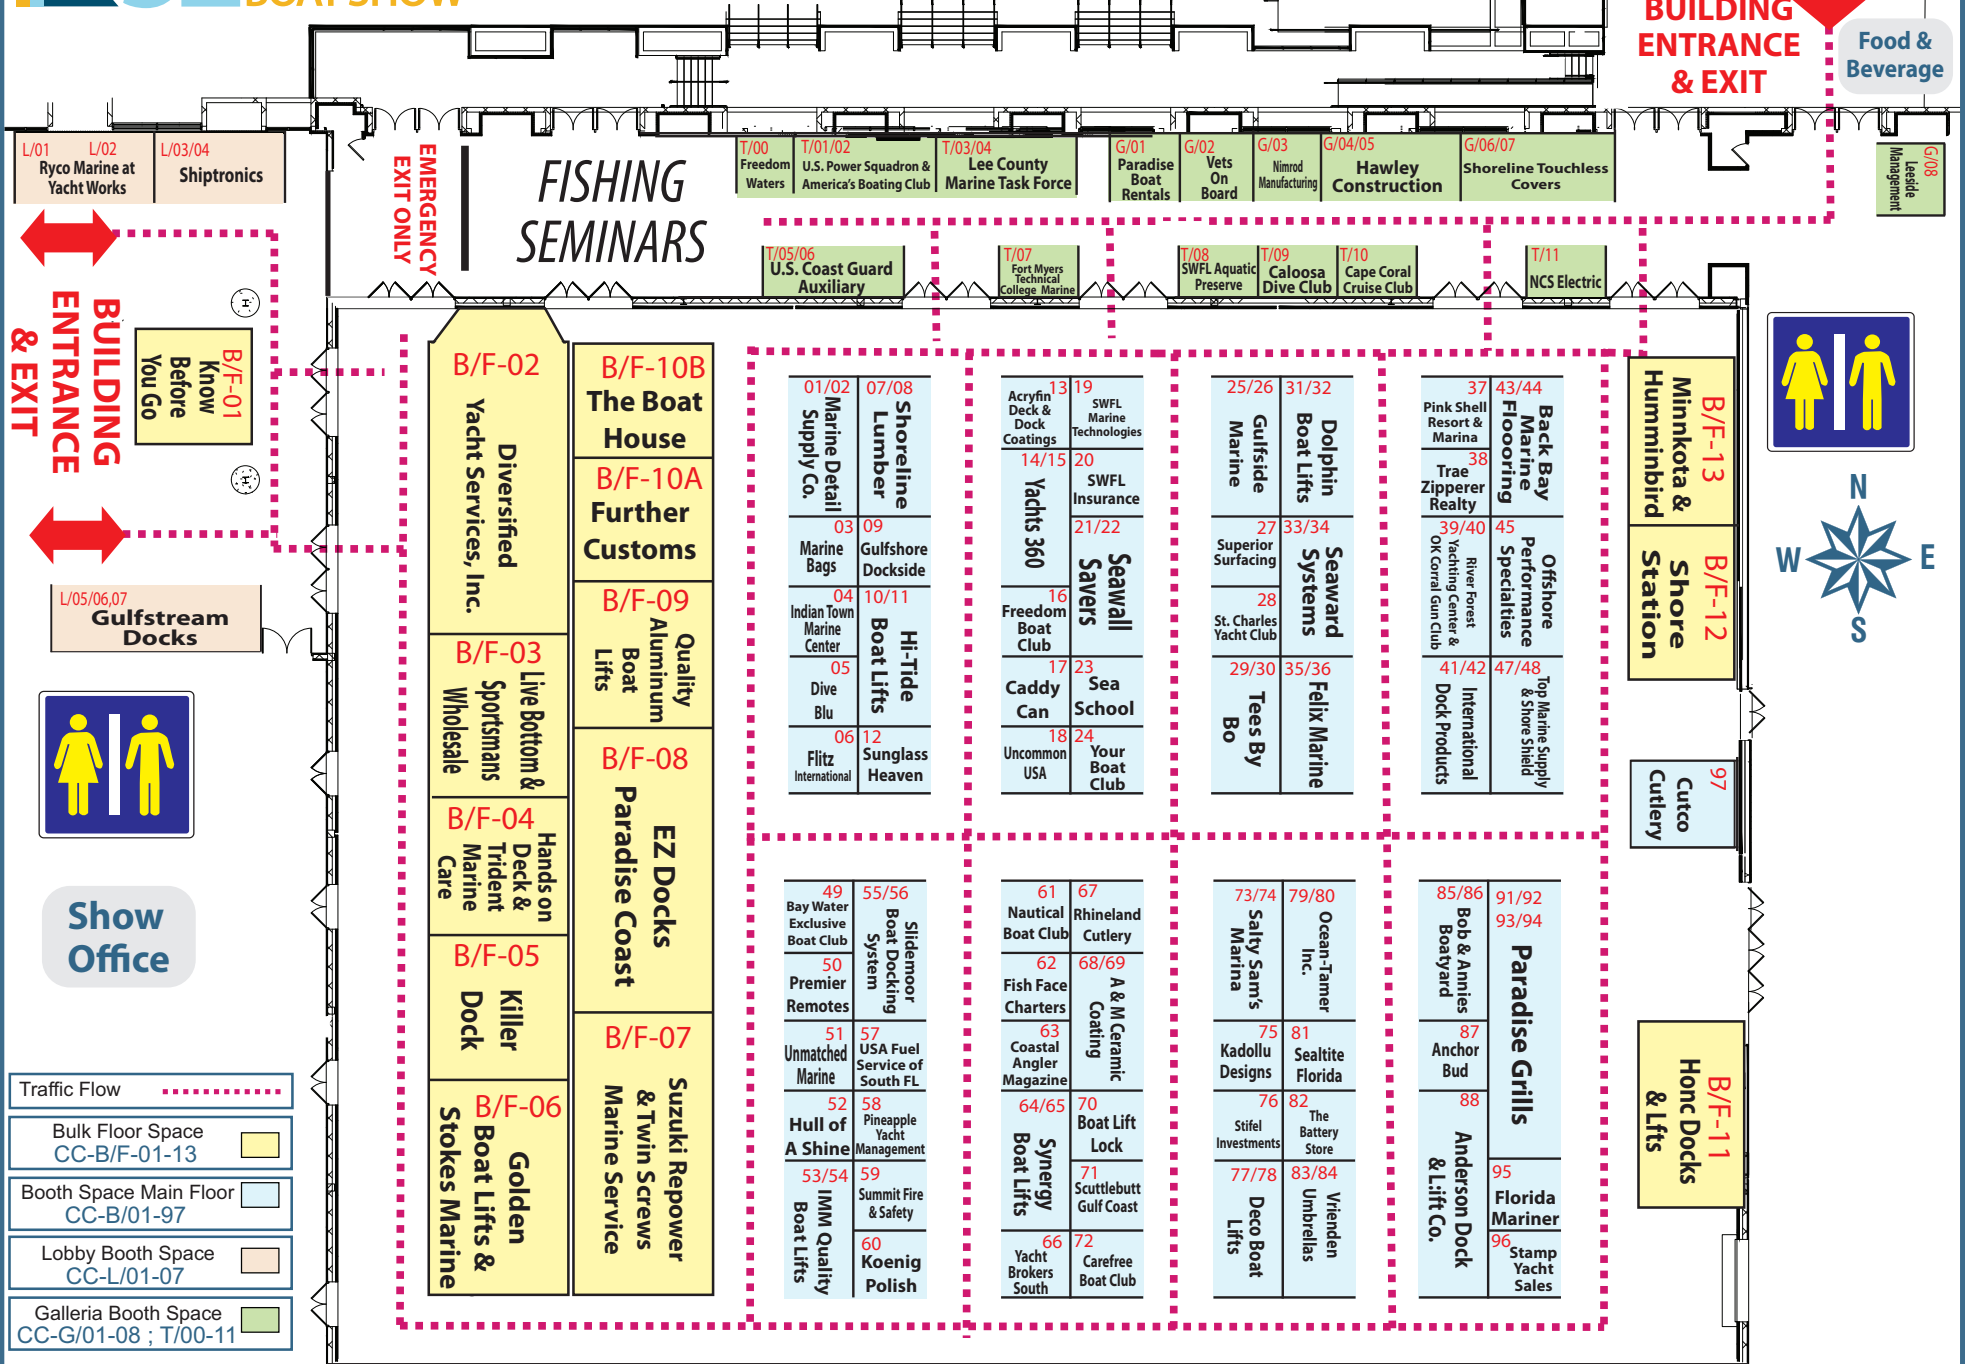 BOAT SHOW
BUILDING
ENTRANCE
& EXIT
Food &
Beverage
L/01 L/02
Ryco Marine at
Yacht Works
L/03/04
Shiptronics
EMERGENCY
EXIT ONLY
FISHING
SEMINARS
T/00
Freedom
Waters
T/01/02
U.S. Power Squadron &
America's Boating Club
T/03/04
Lee County
Marine Task Force
G/01
Paradise
Boat
Rentals
G/02
Vets
On
Board
G/03
Nimrod
Manufacturing
G/04/05
Hawley
Construction
G/06/07
Shoreline Touchless
Covers
G/08
Leeside
Management
T/05/06
U.S. Coast Guard
Auxiliary
T/07
Fort Myers
Technical
College Marine
T/08
SWFL Aquatic
Preserve
T/09
Caloosa
Dive Club
T/10
Cape Coral
Cruise Club
T/11
NCS Electric
BUILDING
ENTRANCE
& EXIT
B/F-01
Know
Before
You Go
L/05/06,07
Gulfstream
Docks
Show
Office
B/F-02
Diversified
Yacht Services, Inc.
B/F-03
Live Bottom &
Sportsmans
Wholesale
B/F-04
Hands on
Deck &
Trident
Marine
Care
B/F-05
Killer
Dock
B/F-06
Golden
Boat Lifts &
Stokes Marine
B/F-10B
The Boat
House
B/F-10A
Further
Customs
B/F-09
Quality
Aluminum
Boat
Lifts
B/F-08
EZ Docks
Paradise Coast
B/F-07
Suzuki Repower
& Twin Screws
Marine Service
01/02
Marine Detail
Supply Co.
07/08
Shoreline
Lumber
03
Marine
Bags
09
Gulfshore
Dockside
04
Indian Town
Marine
Center
10/11
Hi-Tide
Boat Lifts
05
Dive
Blu
06
Flitz
International
12
Sunglass
Heaven
13
Acryfin
Deck &
Dock
Coatings
19
SWFL
Marine
Technologies
14/15
Yachts 360
20
SWFL
Insurance
21/22
Seawall
Savers
16
Freedom
Boat
Club
17
Caddy
Can
23
Sea
School
18
Uncommon
USA
24
Your
Boat
Club
25/26
Gulfside
Marine
31/32
Dolphin
Boat Lifts
27
Superior
Surfacing
33/34
Seaward
Systems
28
St. Charles
Yacht Club
29/30
Tees By
Bo
35/36
Felix Marine
37
Pink Shell
Resort &
Marina
43/44
Back Bay
Marine
Flooring
38
Trae
Zipperer
Realty
39/40
River Forest
Yachting Center &
OK Corral Gun Club
45
Offshore
Performance
Specialties
41/42
International
Dock Products
47/48
Top Marine Supply
& Shore Shield
B/F-13
Minnkota &
Humminbird
B/F-12
Shore
Station
97
Cutco
Cutlery
B/F-11
Honc Docks
& Lfts
N
W E
S
49
Bay Water
Exclusive
Boat Club
55/56
Slidemoor
Boat Docking
System
50
Premier
Remotes
51
Unmatched
Marine
57
USA Fuel
Service of
South FL
52
Hull of
A Shine
58
Pineapple
Yacht
Management
53/54
IMM Quality
Boat Lifts
59
Summit Fire
& Safety
60
Koenig
Polish
61
Nautical
Boat Club
67
Rhineland
Cutlery
62
Fish Face
Charters
68/69
A & M Ceramic
Coating
63
Coastal
Angler
Magazine
64/65
Synergy
Boat Lifts
70
Boat Lift
Lock
71
Scuttlebutt
Gulf Coast
66
Yacht
Brokers
South
72
Carefree
Boat Club
73/74
Salty Sam's
Marina
79/80
Ocean-Tamer
Inc.
75
Kadollu
Designs
81
Sealtite
Florida
76
Stifel
Investments
82
The
Battery
Store
77/78
Deco Boat
Lifts
83/84
Vrienden
Umbrellas
85/86
Bob & Annies
Boatyard
91/92
93/94
Paradise Grills
87
Anchor
Bud
88
Anderson Dock
& L:ift Co.
95
Florida
Mariner
96
Stamp
Yacht
Sales
Traffic Flow
Bulk Floor Space
CC-B/F-01-13
Booth Space Main Floor
CC-B/01-97
Lobby Booth Space
CC-L/01-07
Galleria Booth Space
CC-G/01-08 ; T/00-11